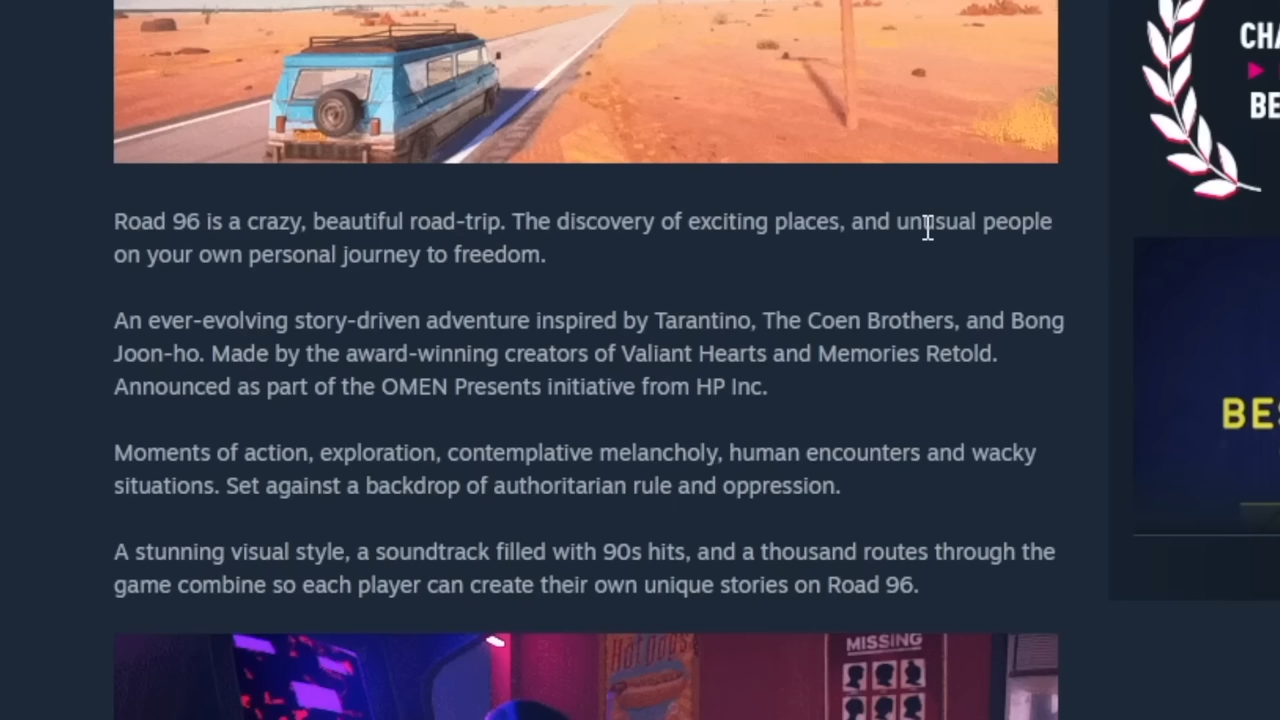 CHA
BE
Road 96 is a crazy, beautiful road-trip. The discovery of exciting places, and unusual people
on your own personal journey to freedom.
An ever-evolving story-driven adventure inspired by Tarantino, The Coen Brothers, and Bong
Joon-ho. Made by the award-winning creators of Valiant Hearts and Memories Retold.
Announced as part of the OMEN Presents initiative from HP Inc.
BES
Moments of action, exploration, contemplative melancholy, human encounters and wacky
situations. Set against a backdrop of authoritarian rule and oppression.
A stunning visual style, a soundtrack filled with 90s hits, and a thousand routes through the
game combine so each player can create their own unique stories on Road 96.
Hot Dogs
MISSING